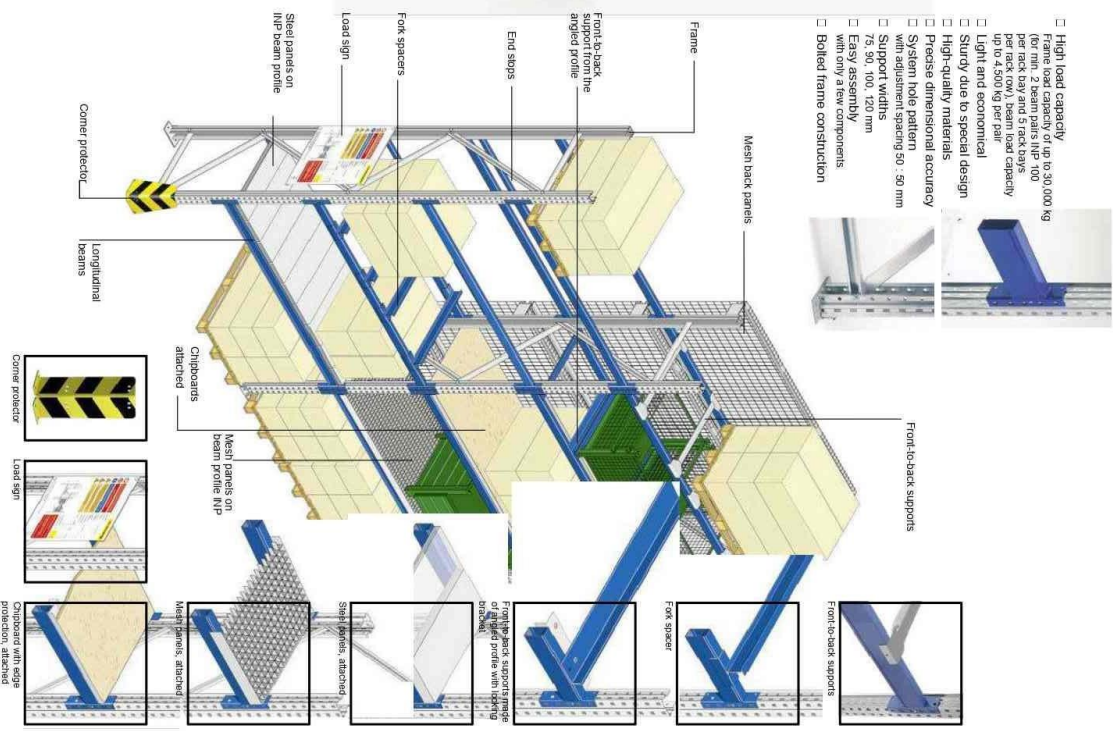 □ High load capacity
Frame load capacity of up to 30,000 kg
(for min. 2 beam pairs INP 100
per rack bay and 5 rack bays
per rack row), beam load capacity
up to 4,500 kg per pair
□ Light and economical
□ Sturdy due to special design
□ High-quality materials
□ Precise dimensional accuracy
□ System hole pattern
with adjustment spacing 50 : 50 mm
□ Support widths
75, 90, 100, 120 mm
□ Easy assembly
with only a few components
□ Bolted frame construction
Frame
Front-to-back
support from the
angled profile
End stops
Fork spacers
Load sign
Steel panels on
INP beam profile
Mesh back panels
Corner protector
Longitudinal
beams
Front-to-back supports
Chipboards
attached
Mesh panels on
beam profile INP
Corner protector
Load sign
Front-to-back supports
Fork spacer
Front-to-back supports made
of angled profile with locking
bracket
Steel panels, attached
Mesh panels, attached
Chipboard with edge
protection, attached